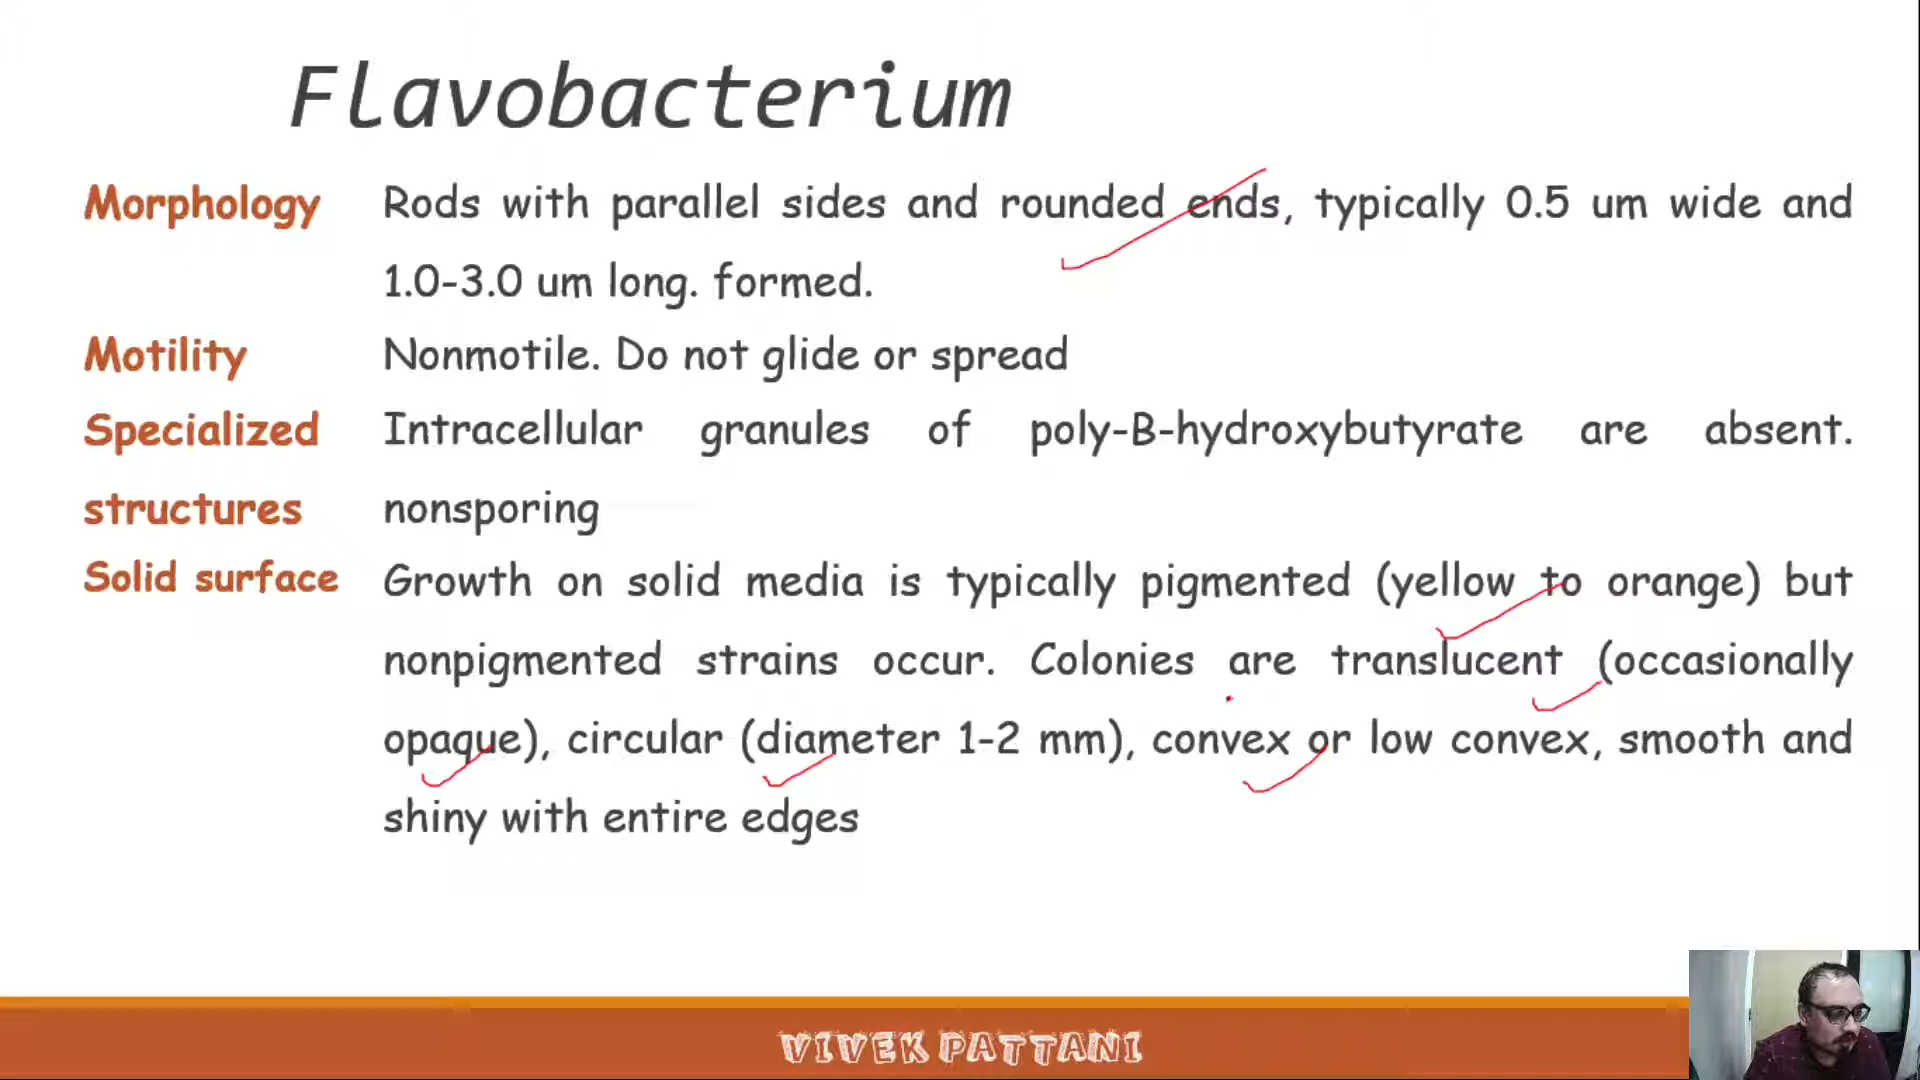 Flavobacterium
Morphology Rods with parallel sides and rounded ends, typically 0.5 um wide and
1.0-3.0 um long. formed.
Motility Nonmotile. Do not glide or spread
Specialized Intracellular granules of poly-B-hydroxybutyrate are absent.
structures nonsporing
Solid surface Growth on solid media is typically pigmented (yellow to orange) but
nonpigmented strains occur. Colonies are translucent (occasionally
opaque), circular (diameter 1-2 mm), convex or low convex, smooth and
shiny with entire edges
VIVEK PATTANI